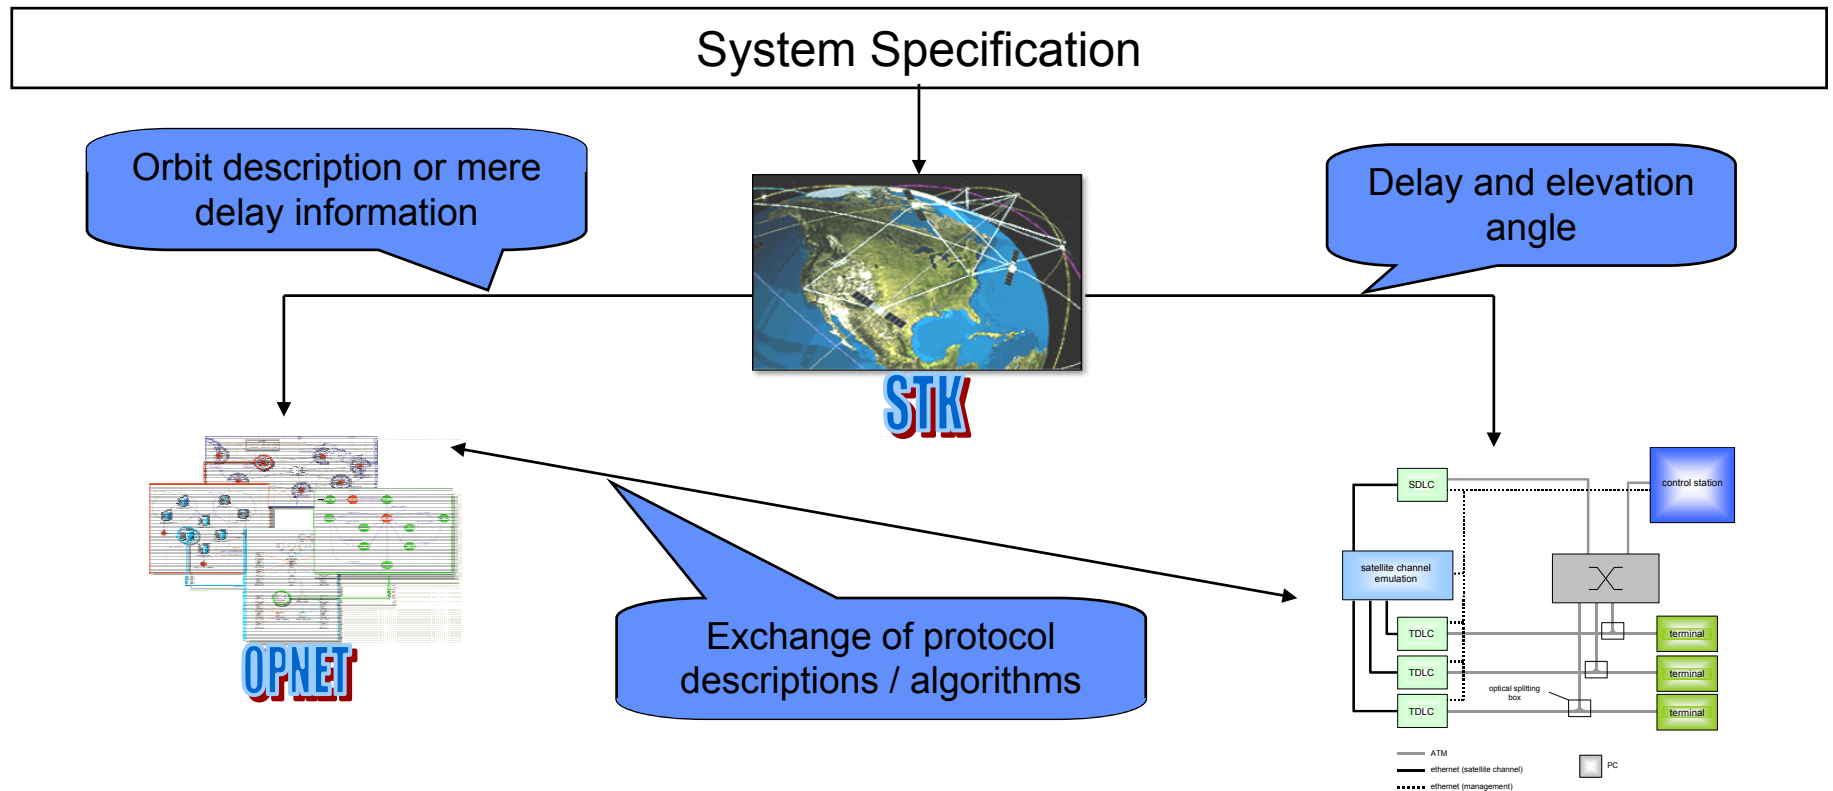 System Specification
Orbit description or mere
delay information
Delay and elevation
angle
STK
OPNET
Exchange of protocol
descriptions / algorithms
SDLC
control station
satellite channel
emulation
TDLC
terminal
TDLC
terminal
optical splitting
box
TDLC
terminal
ATM
ethernet (satellite channel)
ethernet (management)
PC